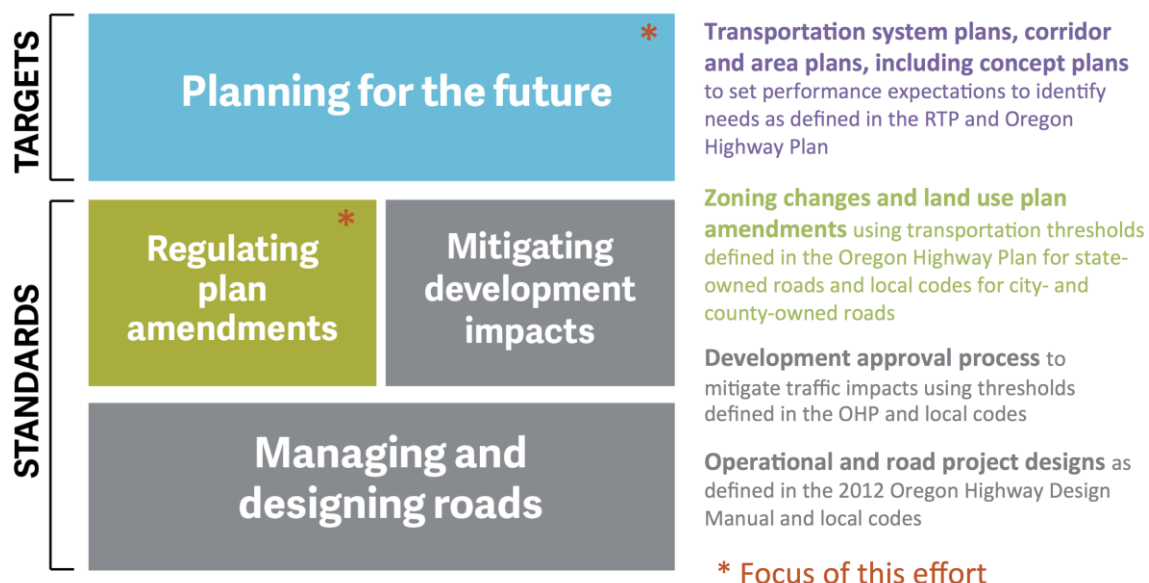 TARGETS
*
Planning for the future
Transportation system plans, corridor
and area plans, including concept plans
to set performance expectations to identify
needs as defined in the RTP and Oregon
Highway Plan
STANDARDS
*
Regulating
plan
amendments
Mitigating
development
impacts
Zoning changes and land use plan
amendments using transportation thresholds
defined in the Oregon Highway Plan for state-
owned roads and local codes for city- and
county-owned roads
Development approval process to
mitigate traffic impacts using thresholds
defined in the OHP and local codes
Managing and
designing roads
Operational and road project designs as
defined in the 2012 Oregon Highway Design
Manual and local codes
* Focus of this effort